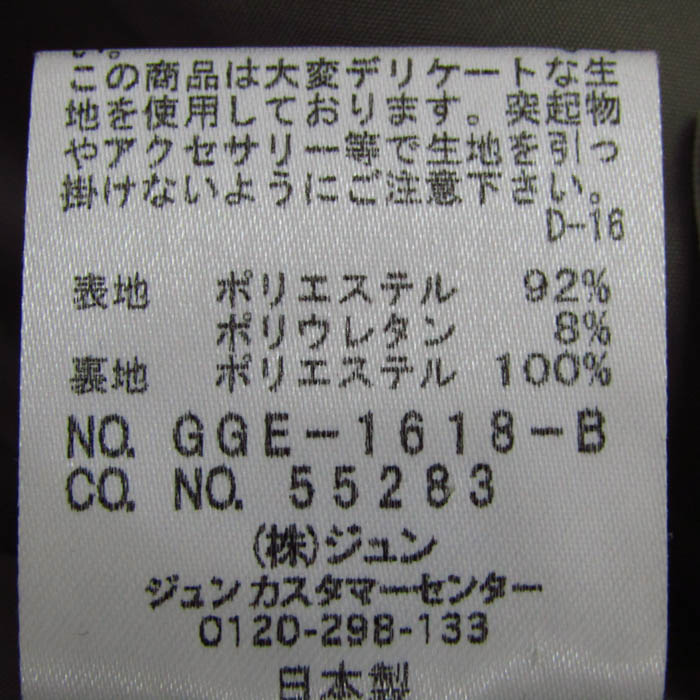 この商品は大変デリケートな生
地を使用しております。突起物
やアクセサリー等で生地を引っ
掛けないようにご注意下さい。
D-16
表地 ポリエステル 92%
ポリウレタン 8%
裏地 ポリエステル 100%
NO. GGE-1618-B
CO. NO. 55283
(株)ジュン
ジュンカスタマーセンター
0120-298-133
日本製